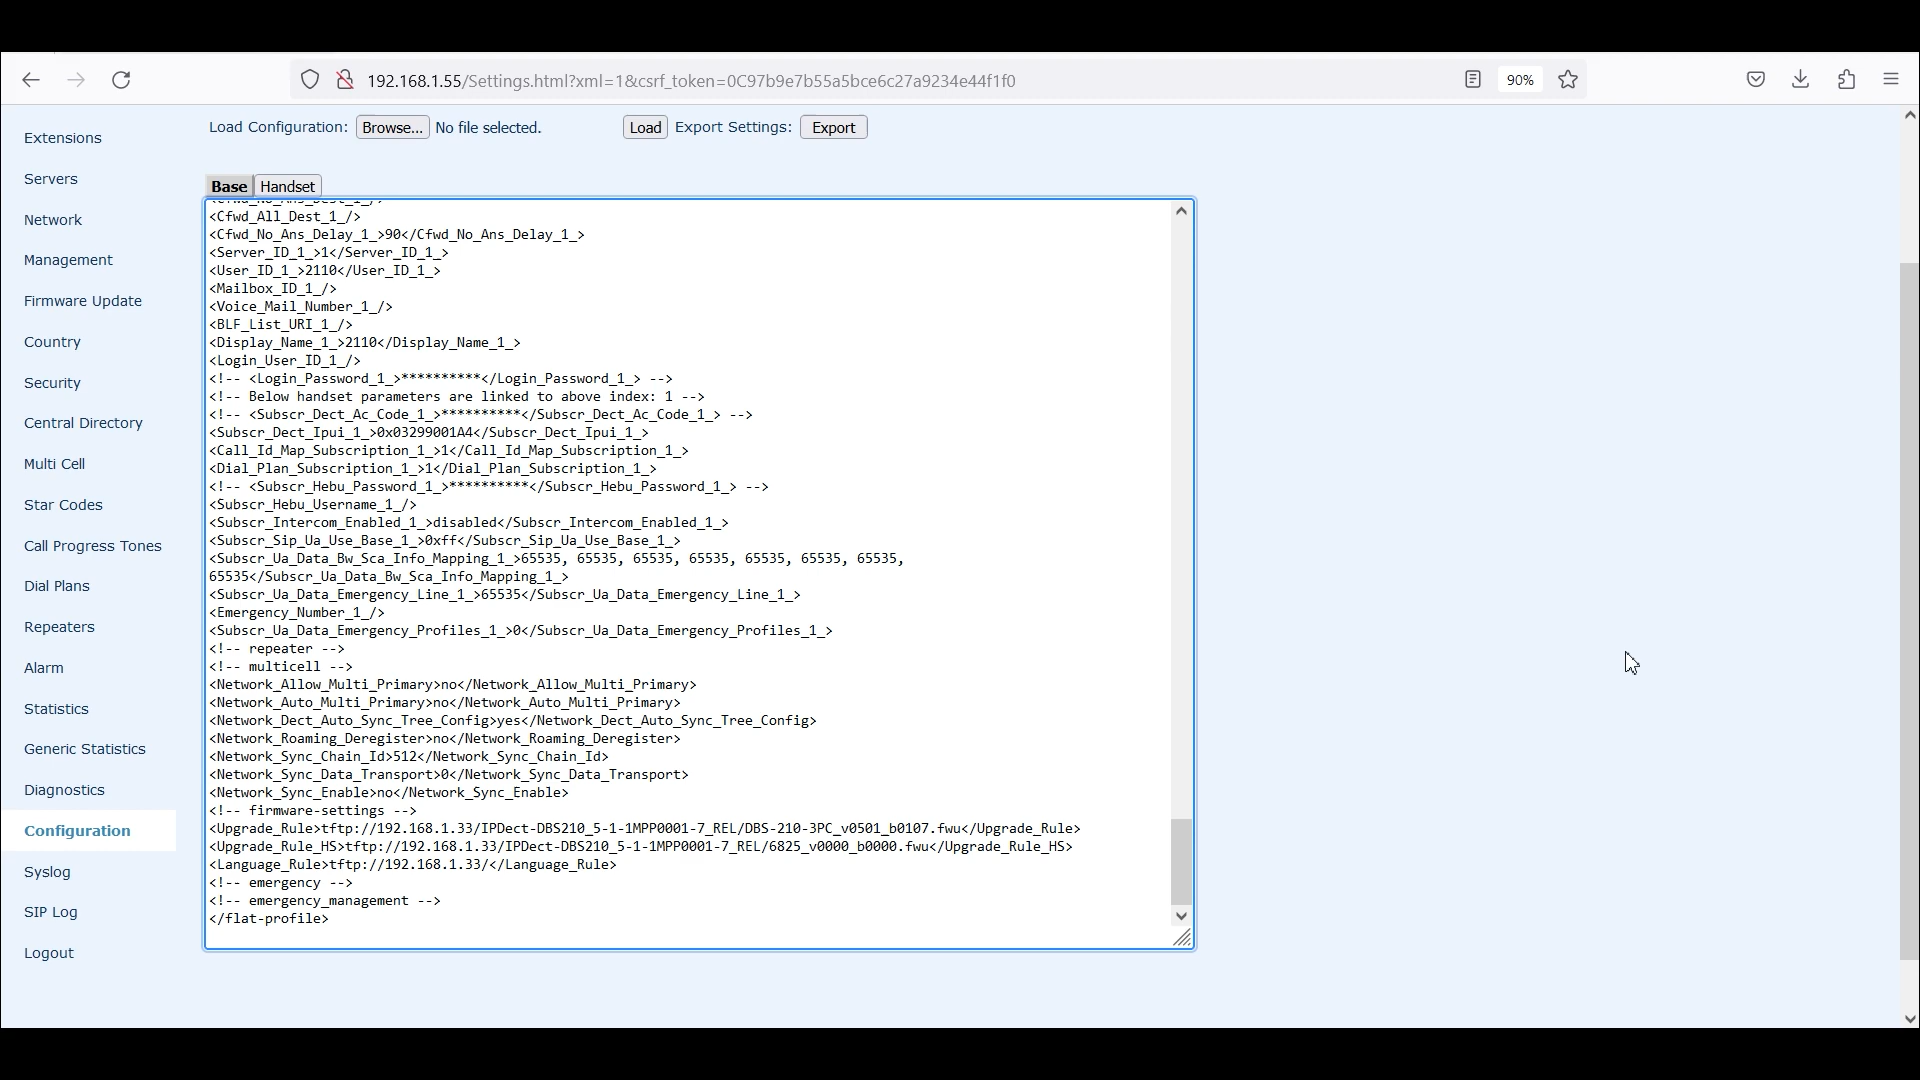 192.168.1.55/Settings.html?xml=1&csrf_token=0C97b9e7b55a5bce6c27a9234e44f1f0
90%
Extensions
Servers
Network
Management
Firmware Update
Country
Security
Central Directory
Multi Cell
Star Codes
Call Progress Tones
Dial Plans
Repeaters
Alarm
Statistics
Generic Statistics
Diagnostics
Configuration
Syslog
SIP Log
Logout
Load Configuration: Browse... No file selected. Load Export Settings: Export
Base Handset
<Cfwd_All_Dest_1_/>
<Cfwd_No_Ans_Delay_1_>90</Cfwd_No_Ans_Delay_1_>
<Server_ID_1_>1</Server_ID_1_>
<User_ID_1_>2110</User_ID_1_>
<Mailbox_ID_1_/>
<Voice_Mail_Number_1_/>
<BLF_List_URI_1_/>
<Display_Name_1_>2110</Display_Name_1_>
<Login_User_ID_1_/>
<!-- <Login_Password_1_>**********</Login_Password_1_> -->
<!-- Below handset parameters are linked to above index: 1 -->
<!-- <Subscr_Dect_Ac_Code_1_>**********</Subscr_Dect_Ac_Code_1_> -->
<Subscr_Dect_Ipui_1_>0x03299001A4</Subscr_Dect_Ipui_1_>
<Call_Id_Map_Subscription_1_>1</Call_Id_Map_Subscription_1_>
<Dial_Plan_Subscription_1_>1</Dial_Plan_Subscription_1_>
<!-- <Subscr_Hebu_Password_1_>**********</Subscr_Hebu_Password_1_> -->
<Subscr_Hebu_Username_1_/>
<Subscr_Intercom_Enabled_1_>disabled</Subscr_Intercom_Enabled_1_>
<Subscr_Sip_Ua_Use_Base_1_>0xff</Subscr_Sip_Ua_Use_Base_1_>
<Subscr_Ua_Data_Bw_Sca_Info_Mapping_1_>65535, 65535, 65535, 65535, 65535, 65535, 65535,
65535</Subscr_Ua_Data_Bw_Sca_Info_Mapping_1_>
<Subscr_Ua_Data_Emergency_Line_1_>65535</Subscr_Ua_Data_Emergency_Line_1_>
<Emergency_Number_1_/>
<Subscr_Ua_Data_Emergency_Profiles_1_>0</Subscr_Ua_Data_Emergency_Profiles_1_>
<!-- repeater -->
<!-- multicell -->
<Network_Allow_Multi_Primary>no</Network_Allow_Multi_Primary>
<Network_Auto_Multi_Primary>no</Network_Auto_Multi_Primary>
<Network_Dect_Auto_Sync_Tree_Config>yes</Network_Dect_Auto_Sync_Tree_Config>
<Network_Roaming_Deregister>no</Network_Roaming_Deregister>
<Network_Sync_Chain_Id>512</Network_Sync_Chain_Id>
<Network_Sync_Data_Transport>0</Network_Sync_Data_Transport>
<Network_Sync_Enable>no</Network_Sync_Enable>
<!-- firmware-settings -->
<Upgrade_Rule>tftp://192.168.1.33/IPDect-DBS210_5-1-1MPP0001-7_REL/DBS-210-3PC_v0501_b0107.fwu</Upgrade_Rule>
<Upgrade_Rule_HS>tftp://192.168.1.33/IPDect-DBS210_5-1-1MPP0001-7_REL/6825_v0000_b0000.fwu</Upgrade_Rule_HS>
<Language_Rule>tftp://192.168.1.33/</Language_Rule>
<!-- emergency -->
<!-- emergency_management -->
</flat-profile>